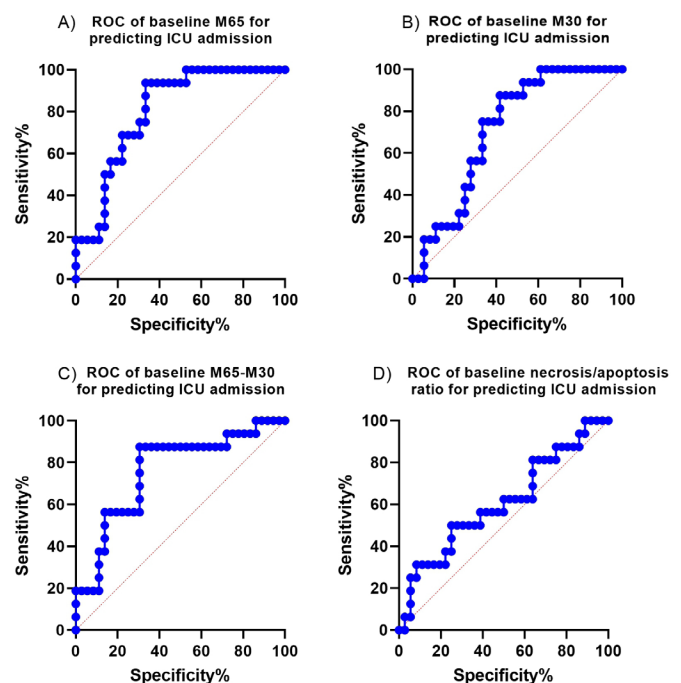 A) ROC of baseline M65 for
predicting ICU admission
100
80
60
40
20
0
Sensitivity%
0 20 40 60 80 100
Specificity%
B) ROC of baseline M30 for
predicting ICU admission
100
80
60
40
20
0
Sensitivity%
0 20 40 60 80 100
Specificity%
C) ROC of baseline M65-M30
for predicting ICU admission
100
80
60
40
20
0
Sensitivity%
0 20 40 60 80 100
Specificity%
D) ROC of baseline necrosis/apoptosis
ratio for predicting ICU admission
100
80
60
40
20
0
Sensitivity%
0 20 40 60 80 100
Specificity%